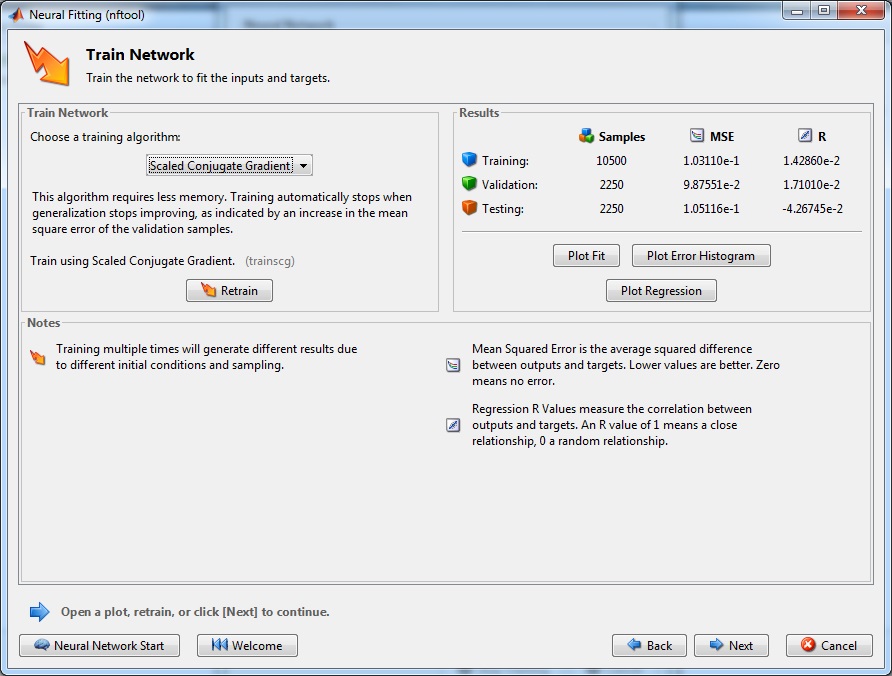 Neural Fitting (nftool)
Train Network
Train the network to fit the inputs and targets.
Train Network
Choose a training algorithm:
Scaled Conjugate Gradient
This algorithm requires less memory. Training automatically stops when
generalization stops improving, as indicated by an increase in the mean
square error of the validation samples.
Train using Scaled Conjugate Gradient. (trainscg)
Retrain
Results
Samples MSE R
Training: 10500 1.03110e-1 1.42860e-2
Validation: 2250 9.87551e-2 1.71010e-2
Testing: 2250 1.05116e-1 -4.26745e-2
Plot Fit Plot Error Histogram
Plot Regression
Notes
Training multiple times will generate different results due
to different initial conditions and sampling.
Mean Squared Error is the average squared difference
between outputs and targets. Lower values are better. Zero
means no error.
Regression R Values measure the correlation between
outputs and targets. An R value of 1 means a close
relationship, 0 a random relationship.
Open a plot, retrain, or click [Next] to continue.
Neural Network Start Welcome Back Next Cancel